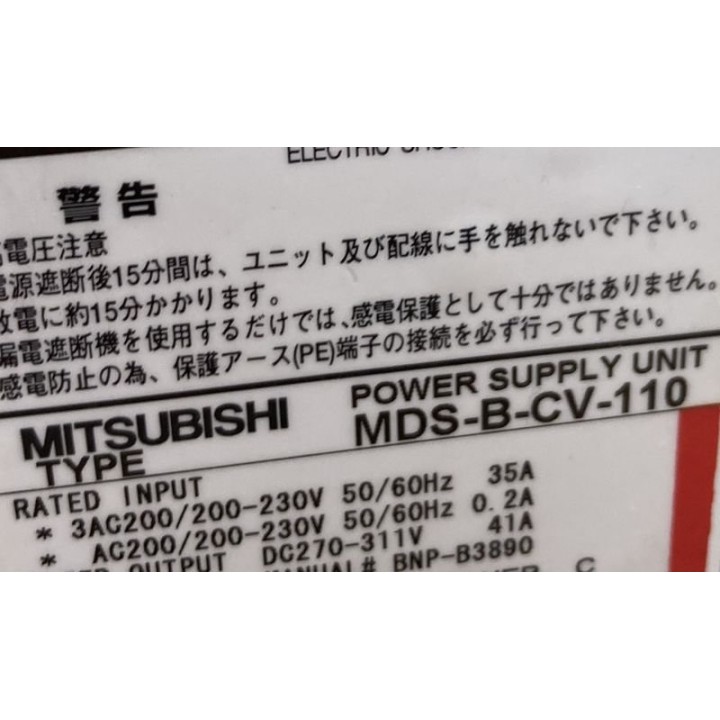 ELECTRIC
警告
電圧注意
電源遮断後15分間は、ユニット及び配線に手を触れないで下さい。
放電に約15分かかります。
漏電遮断機を使用するだけでは、感電保護として十分ではありません。
感電防止の為、保護アース(PE)端子の接続を必ず行って下さい。
MITSUBISHI POWER SUPPLY UNIT
TYPE MDS-B-CV-110
RATED INPUT
* 3AC200/200-230V 50/60Hz 35A
* AC200/200-230V 50/60Hz 0.2A
OUTPUT DC270-311V 41A
MANUAL# BNP-B3890
C